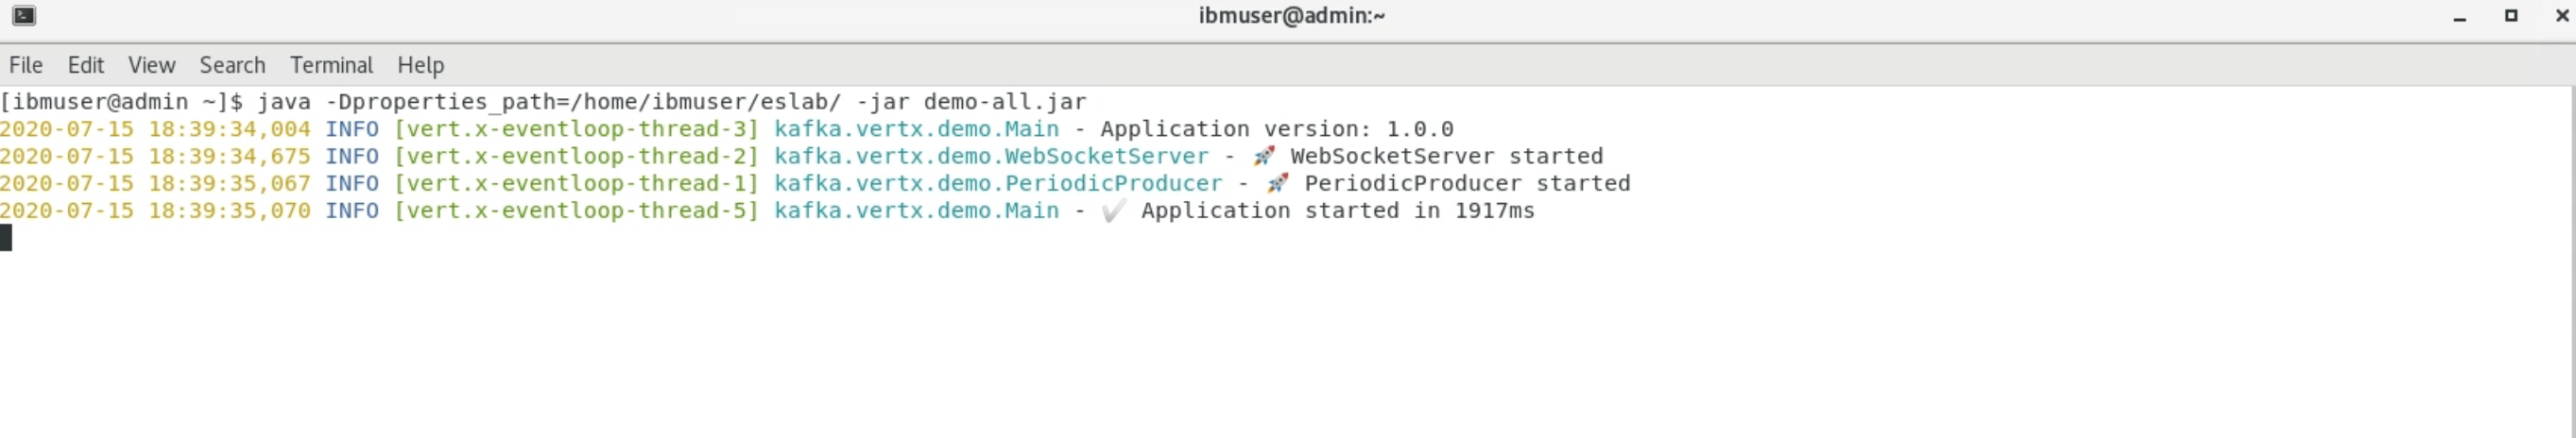 ibmuser@admin:~
File Edit View Search Terminal Help
[ibmuser@admin ~]$ java -Dproperties_path=/home/ibmuser/eslab/ -jar demo-all.jar
2020-07-15 18:39:34,004 INFO [vert.x-eventloop-thread-3] kafka.vertx.demo.Main - Application version: 1.0.0
2020-07-15 18:39:34,675 INFO [vert.x-eventloop-thread-2] kafka.vertx.demo.WebSocketServer - 🚀 WebSocketServer started
2020-07-15 18:39:35,067 INFO [vert.x-eventloop-thread-1] kafka.vertx.demo.PeriodicProducer - 🚀 PeriodicProducer started
2020-07-15 18:39:35,070 INFO [vert.x-eventloop-thread-5] kafka.vertx.demo.Main - ✔ Application started in 1917ms